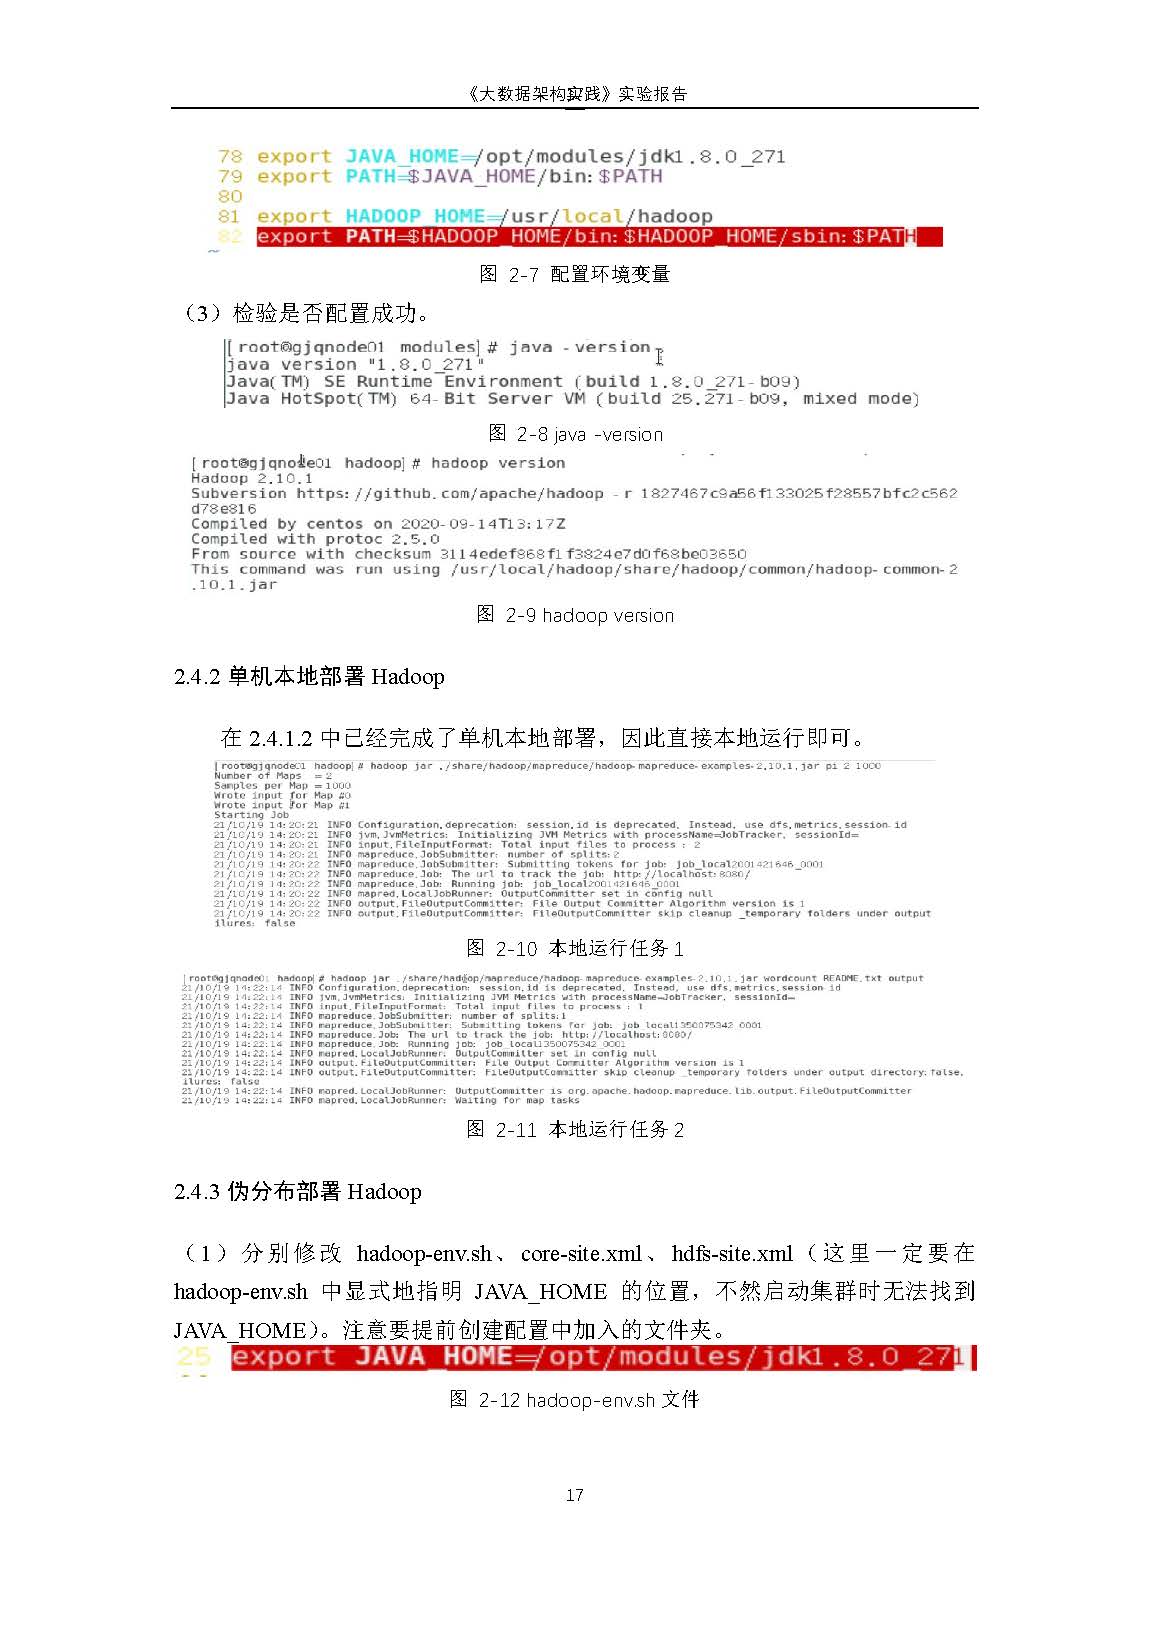 《大数据架构实践》实验报告
78 export JAVA_HOME=/opt/modules/jdk1.8.0_271
79 export PATH=$JAVA_HOME/bin:$PATH
80
81 export HADOOP_HOME=/usr/local/hadoop
82 export PATH=$HADOOP_HOME/bin:$HADOOP_HOME/sbin:$PATH
~
图 2-7 配置环境变量
（3）检验是否配置成功。
[root@gjqnode01 modules]# java -version
java version "1.8.0_271"
Java(TM) SE Runtime Environment (build 1.8.0_271-b09)
Java HotSpot(TM) 64-Bit Server VM (build 25.271-b09, mixed mode)
图 2-8 java -version
[root@gjqnode01 hadoop]# hadoop version
Hadoop 2.10.1
Subversion https://github.com/apache/hadoop -r 1827467c9a56f133025f28557bfc2c562
d78e816
Compiled by centos on 2020-09-14T13:17Z
Compiled with protoc 2.5.0
From source with checksum 3114edef868f1f3824e7d0f68be03650
This command was run using /usr/local/hadoop/share/hadoop/common/hadoop-common-2
.10.1.jar
图 2-9 hadoop version
2.4.2 单机本地部署 Hadoop
在 2.4.1.2 中已经完成了单机本地部署，因此直接本地运行即可。
[root@gjqnode01 hadoop]# hadoop jar ./share/hadoop/mapreduce/hadoop-mapreduce-examples-2.10.1.jar pi 2 1000
Number of Maps  = 2
Samples per Map = 1000
Wrote input for Map #0
Wrote input for Map #1
Starting Job
21/10/19 14:20:21 INFO Configuration.deprecation: session.id is deprecated. Instead, use dfs.metrics.session-id
21/10/19 14:20:21 INFO jvm.JvmMetrics: Initializing JVM Metrics with processName=JobTracker, sessionId=
21/10/19 14:20:21 INFO input.FileInputFormat: Total input files to process : 2
21/10/19 14:20:21 INFO mapreduce.JobSubmitter: number of splits:2
21/10/19 14:20:22 INFO mapreduce.JobSubmitter: Submitting tokens for job: job_local2001421646_0001
21/10/19 14:20:22 INFO mapreduce.Job: The url to track the job: http://localhost:8080/
21/10/19 14:20:22 INFO mapreduce.Job: Running job: job_local2001421646_0001
21/10/19 14:20:22 INFO mapred.LocalJobRunner: OutputCommitter set in config null
21/10/19 14:20:22 INFO output.FileOutputCommitter: File Output Committer Algorithm version is 1
21/10/19 14:20:22 INFO output.FileOutputCommitter: FileOutputCommitter skip cleanup _temporary folders under output
ilures: false
图 2-10 本地运行任务 1
[root@gjqnode01 hadoop]# hadoop jar ./share/hadoop/mapreduce/hadoop-mapreduce-examples-2.10.1.jar wordcount README.txt output
21/10/19 14:22:14 INFO Configuration.deprecation: session.id is deprecated. Instead, use dfs.metrics.session-id
21/10/19 14:22:14 INFO jvm.JvmMetrics: Initializing JVM Metrics with processName=JobTracker, sessionId=
21/10/19 14:22:14 INFO input.FileInputFormat: Total input files to process : 1
21/10/19 14:22:14 INFO mapreduce.JobSubmitter: number of splits:1
21/10/19 14:22:14 INFO mapreduce.JobSubmitter: Submitting tokens for job: job_local1350075342_0001
21/10/19 14:22:14 INFO mapreduce.Job: The url to track the job: http://localhost:8080/
21/10/19 14:22:14 INFO mapreduce.Job: Running job: job_local1350075342_0001
21/10/19 14:22:14 INFO mapred.LocalJobRunner: OutputCommitter set in config null
21/10/19 14:22:14 INFO output.FileOutputCommitter: File Output Committer Algorithm version is 1
21/10/19 14:22:14 INFO output.FileOutputCommitter: FileOutputCommitter skip cleanup _temporary folders under output directory:false,
ilures: false
21/10/19 14:22:14 INFO mapred.LocalJobRunner: OutputCommitter is org.apache.hadoop.mapreduce.lib.output.FileOutputCommitter
21/10/19 14:22:14 INFO mapred.LocalJobRunner: Waiting for map tasks
图 2-11 本地运行任务 2
2.4.3 伪分布部署 Hadoop
（1）分别修改 hadoop-env.sh、core-site.xml、hdfs-site.xml（这里一定要在
hadoop-env.sh 中显式地指明 JAVA_HOME 的位置，不然启动集群时无法找到
JAVA_HOME）。注意要提前创建配置中加入的文件夹。
25 export JAVA_HOME=/opt/modules/jdk1.8.0_271
图 2-12 hadoop-env.sh 文件
17